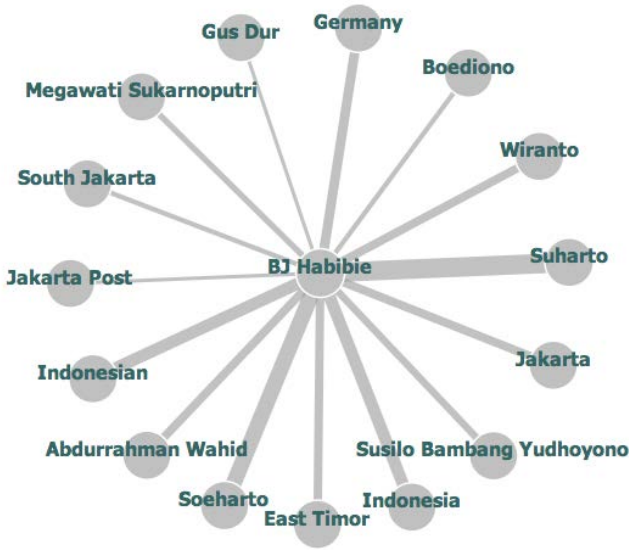 Germany
Gus Dur
Boediono
Megawati Sukarnoputri
Wiranto
South Jakarta
Suharto
BJ Habibie
Jakarta Post
Jakarta
Indonesian
Abdurrahman Wahid
Susilo Bambang Yudhoyono
Soeharto
Indonesia
East Timor